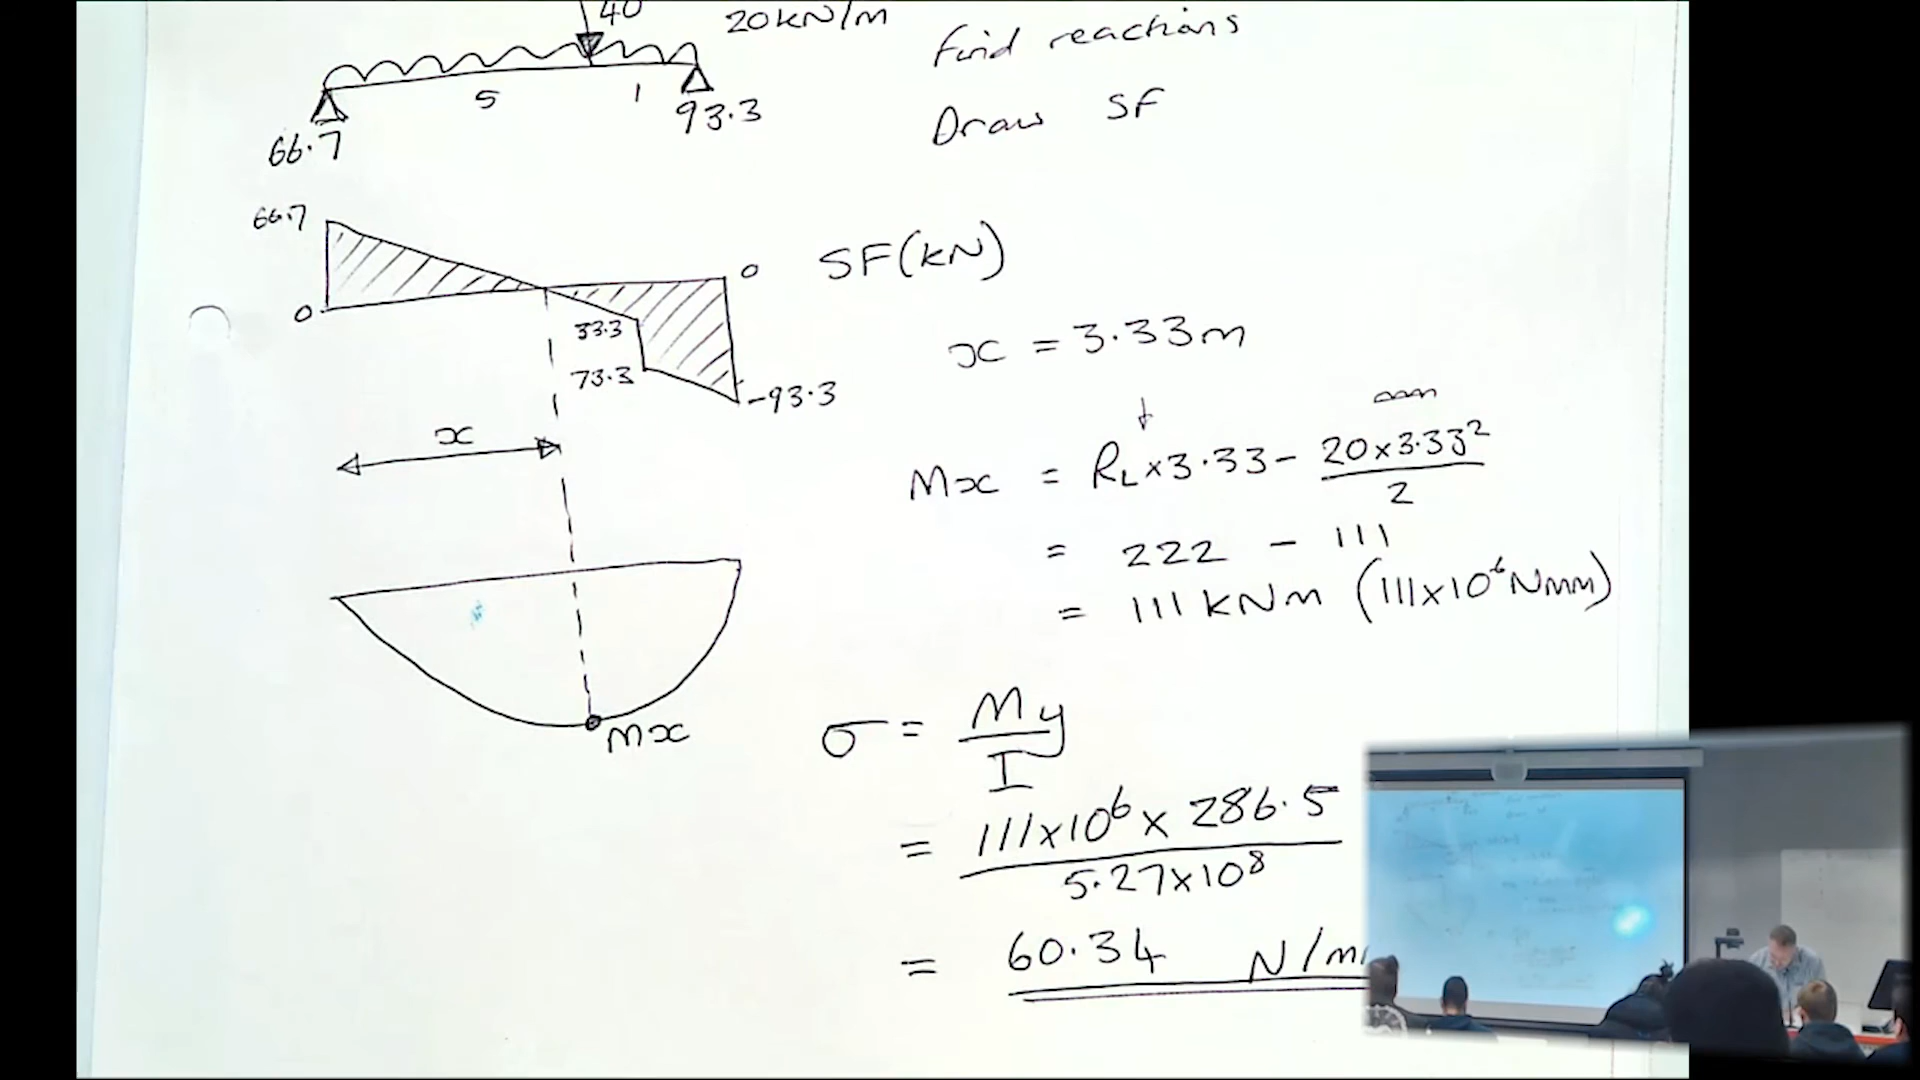 40
20kN/m
Find reactions
5
1
66.7
93.3
Draw SF
66.7
0
0
SF(kN)
33.3
73.3
-93.3
x = 3.33m
x
Mx = RL×3.33 - 20×3.33²
2
= 222 - 111
= 111 kNm (111×10⁶Nmm)
Mx
σ = My
I
= 111×10⁶ × 286.5
5.27×10⁸
= 60.34 N/m